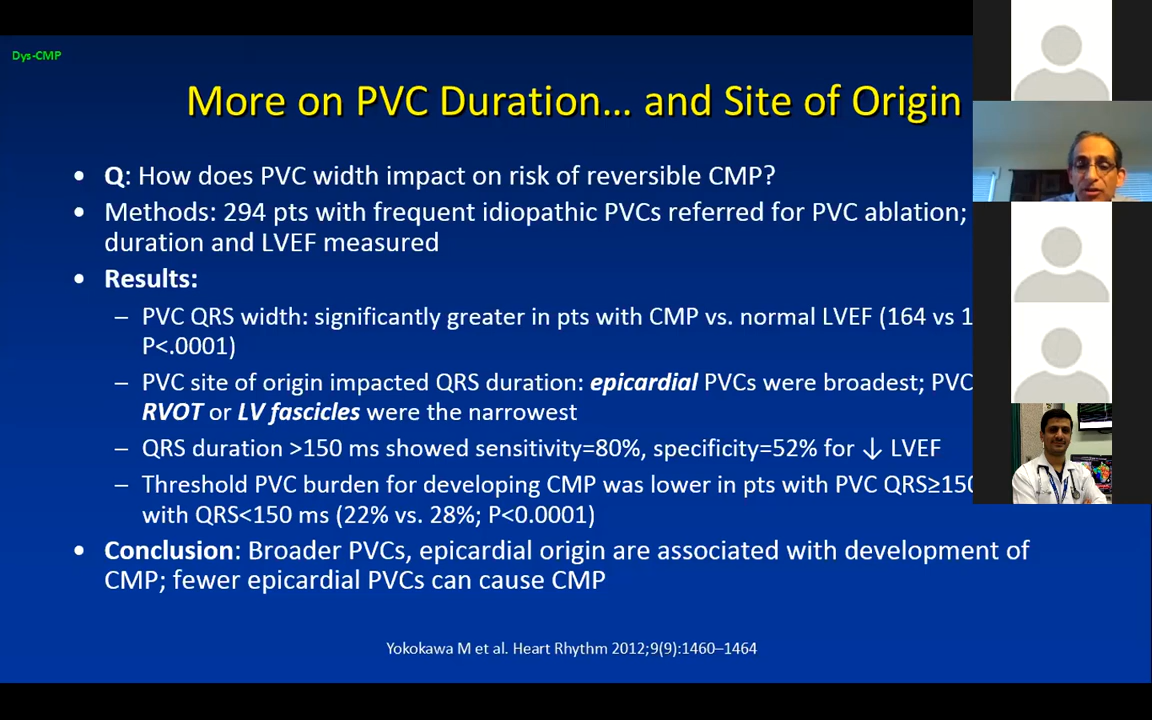 Dys-CMP
More on PVC Duration... and Site of Origin
• Q: How does PVC width impact on risk of reversible CMP?
• Methods: 294 pts with frequent idiopathic PVCs referred for PVC ablation;
duration and LVEF measured
• Results:
– PVC QRS width: significantly greater in pts with CMP vs. normal LVEF (164 vs
P<.0001)
– PVC site of origin impacted QRS duration: epicardial PVCs were broadest; PVC
RVOT or LV fascicles were the narrowest
– QRS duration >150 ms showed sensitivity=80%, specificity=52% for ↓ LVEF
– Threshold PVC burden for developing CMP was lower in pts with PVC QRS≥150
with QRS<150 ms (22% vs. 28%; P<0.0001)
• Conclusion: Broader PVCs, epicardial origin are associated with development of
CMP; fewer epicardial PVCs can cause CMP
Yokokawa M et al. Heart Rhythm 2012;9(9):1460–1464